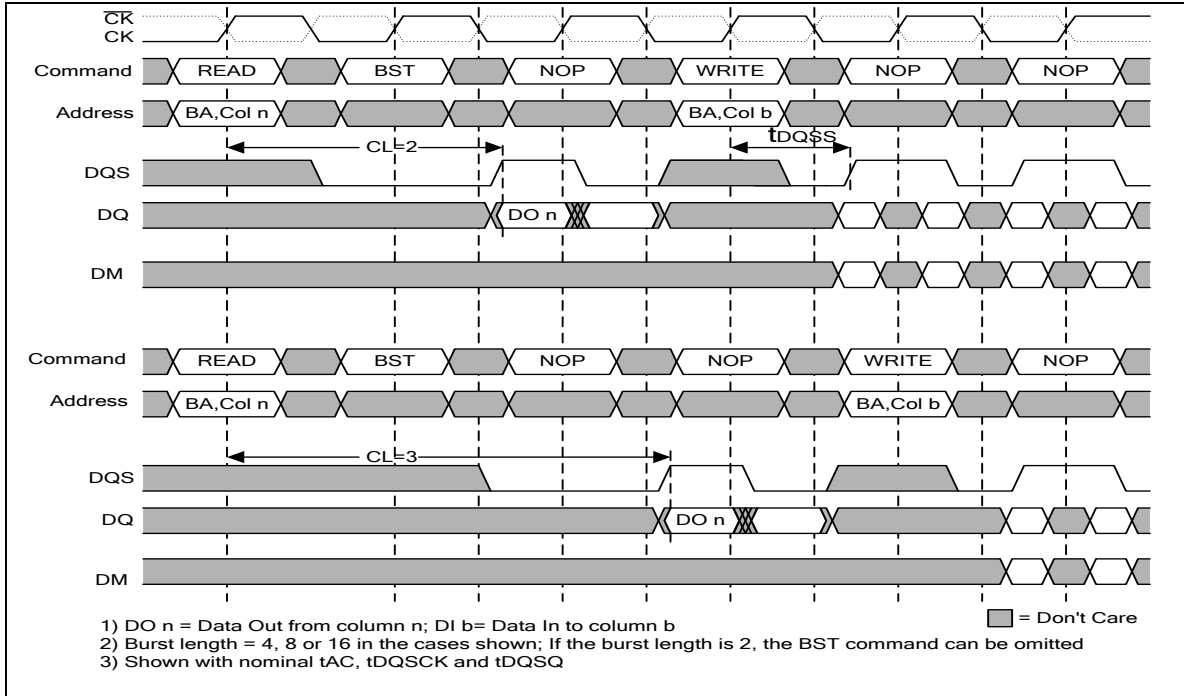 CK
CK
Command READ BST NOP WRITE NOP NOP
Address BA,Col n BA,Col b
CL=2 tDQSS
DQS
DQ DO n
DM
Command READ BST NOP NOP WRITE NOP
Address BA,Col n BA,Col b
CL=3
DQS
DQ DO n
DM
= Don't Care
1) DO n = Data Out from column n; DI b= Data In to column b
2) Burst length = 4, 8 or 16 in the cases shown; If the burst length is 2, the BST command can be omitted
3) Shown with nominal tAC, tDQSCK and tDQSQ